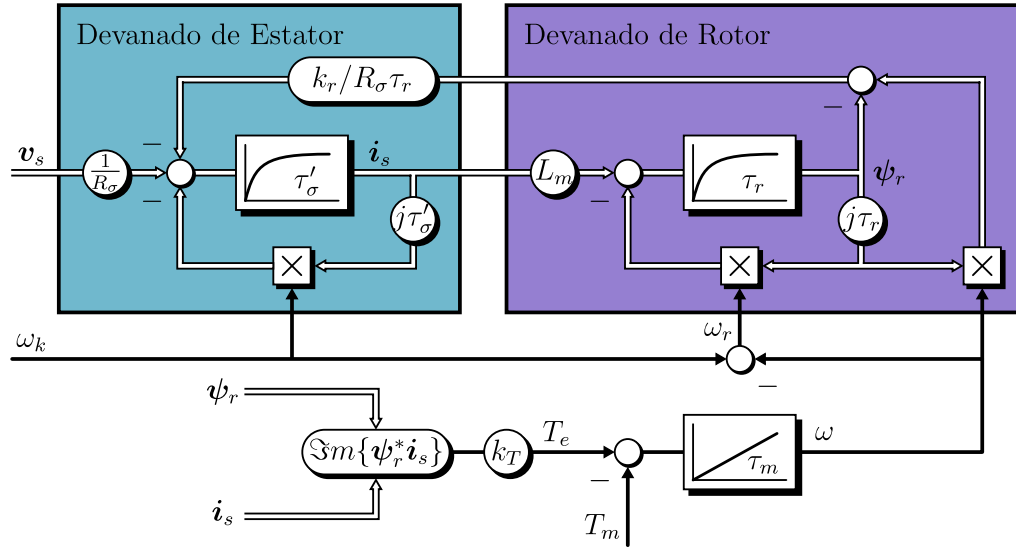 Devanado de Estator
Devanado de Rotor
k_r/R_στ_r
−
−
v_s
1/R_σ
−
τ′_σ
i_s
L_m
−
τ_r
ψ_r
jτ′_σ
jτ_r
×
×
×
ω_k
ω_r
−
ψ_r
ℑm{ψ_r^* i_s}
k_T
T_e
−
τ_m
ω
i_s
T_m